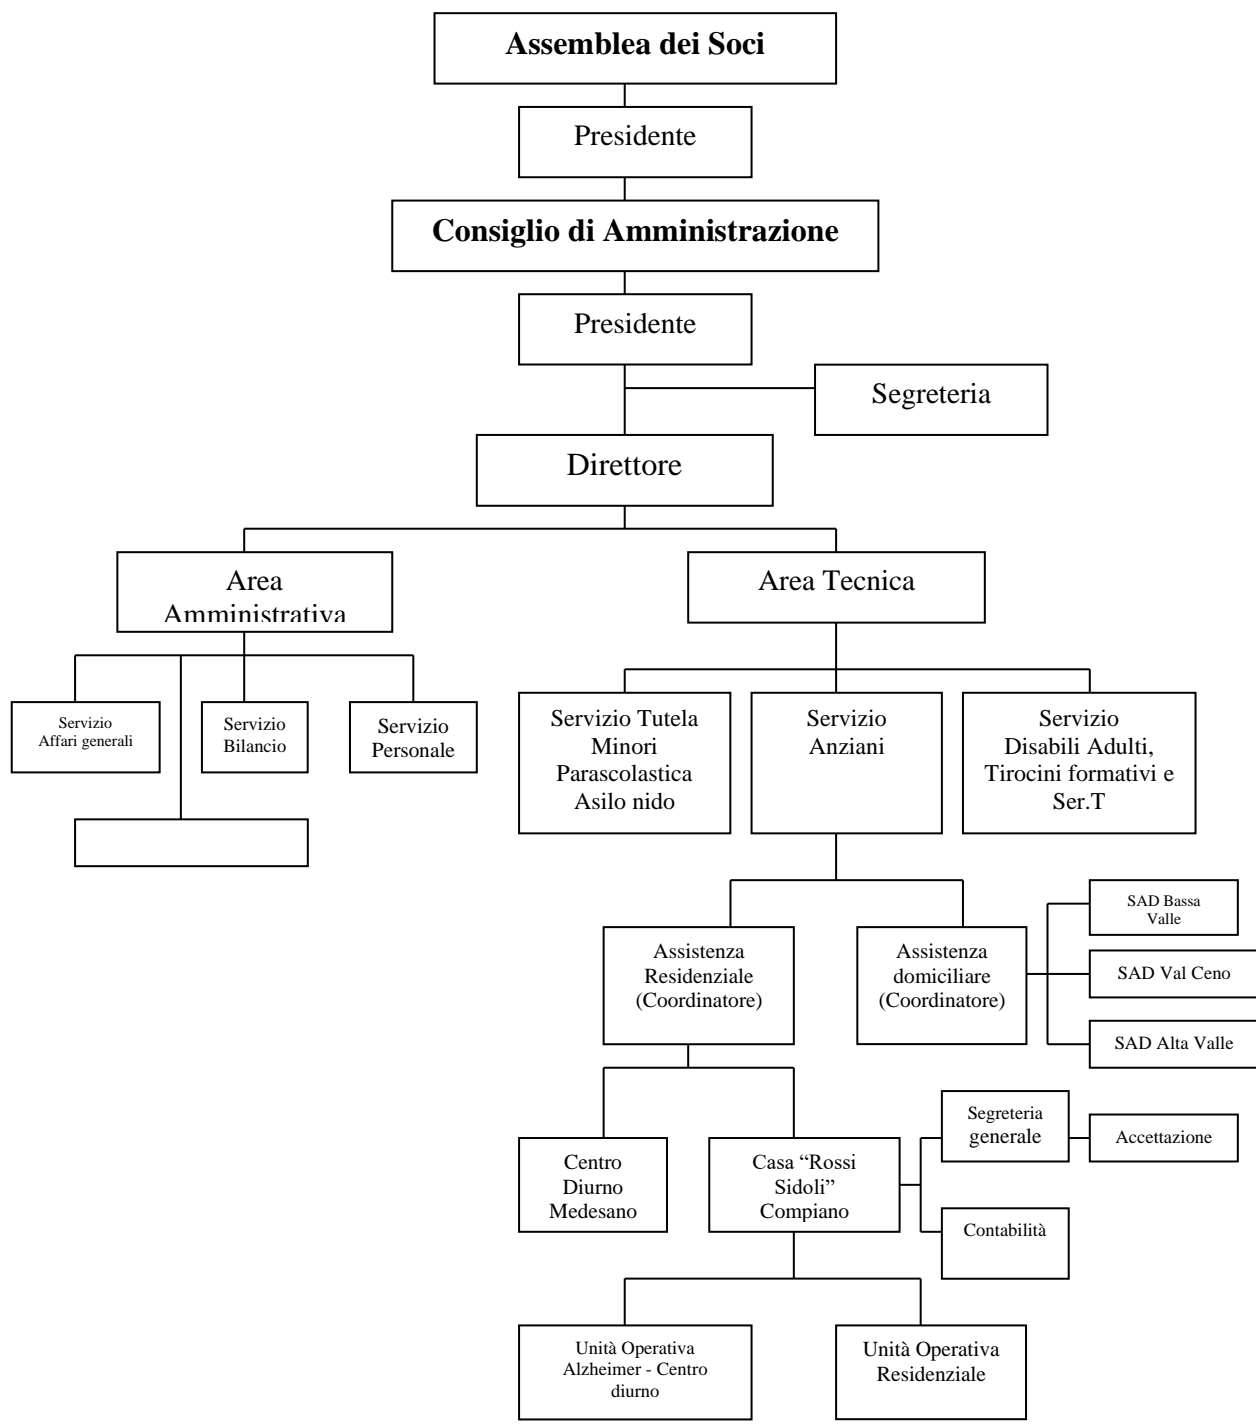 Assemblea dei Soci
Presidente
Consiglio di Amministrazione
Presidente
Segreteria
Direttore
Area
Amministrativa
Area Tecnica
Servizio
Affari generali
Servizio
Bilancio
Servizio
Personale
Servizio Tutela
Minori
Parascolastica
Asilo nido
Servizio
Anziani
Servizio
Disabili Adulti,
Tirocini formativi e
Ser.T
Assistenza
Residenziale
(Coordinatore)
Assistenza
domiciliare
(Coordinatore)
SAD Bassa
Valle
SAD Val Ceno
SAD Alta Valle
Centro
Diurno
Medesano
Casa “Rossi
Sidoli”
Compiano
Segreteria
generale
Accettazione
Contabilità
Unità Operativa
Alzheimer - Centro
diurno
Unità Operativa
Residenziale